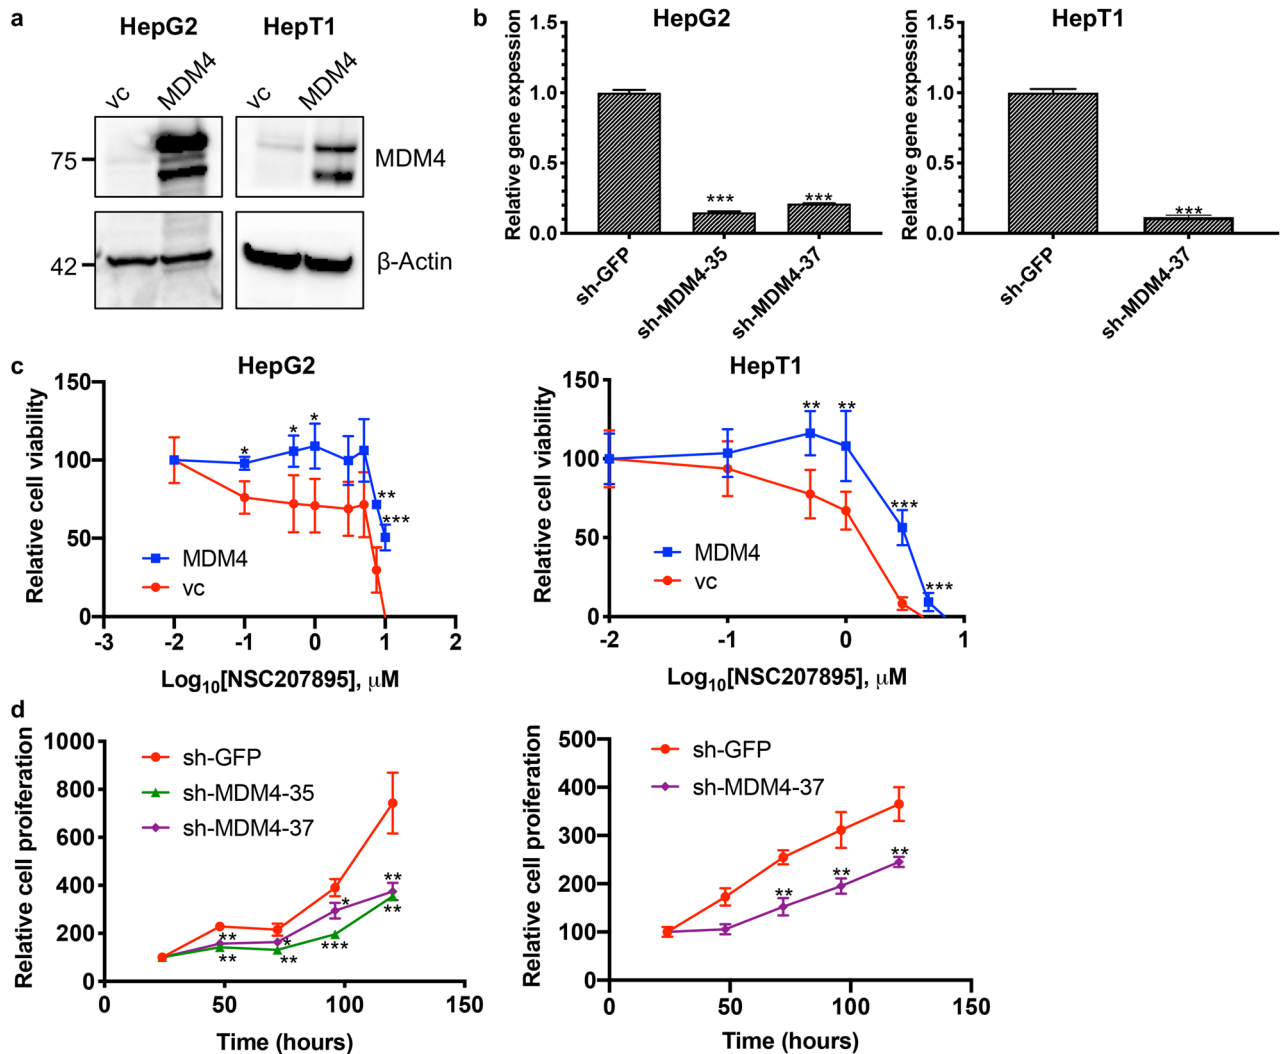 a
HepG2
HepT1
vc
MDM4
vc
MDM4
75
MDM4
42
β-Actin
b
HepG2
Relative gene expession
1.5
1.0
0.5
0.0
***
***
sh-GFP
sh-MDM4-35
sh-MDM4-37
HepT1
Relative gene expession
1.5
1.0
0.5
0.0
***
sh-GFP
sh-MDM4-37
c
HepG2
Relative cell viability
150
100
50
0
*
*
*
**
***
MDM4
vc
-3
-2
-1
0
1
2
Log10[NSC207895], μM
HepT1
Relative cell viability
150
100
50
0
**
**
***
***
MDM4
vc
-2
-1
0
1
Log10[NSC207895], μM
d
Relative cell proiferation
1000
800
600
400
200
0
sh-GFP
sh-MDM4-35
sh-MDM4-37
**
**
*
**
*
***
**
**
0
50
100
150
Time (hours)
Relative cell proiferation
500
400
300
200
100
0
sh-GFP
sh-MDM4-37
**
**
**
0
50
100
150
Time (hours)